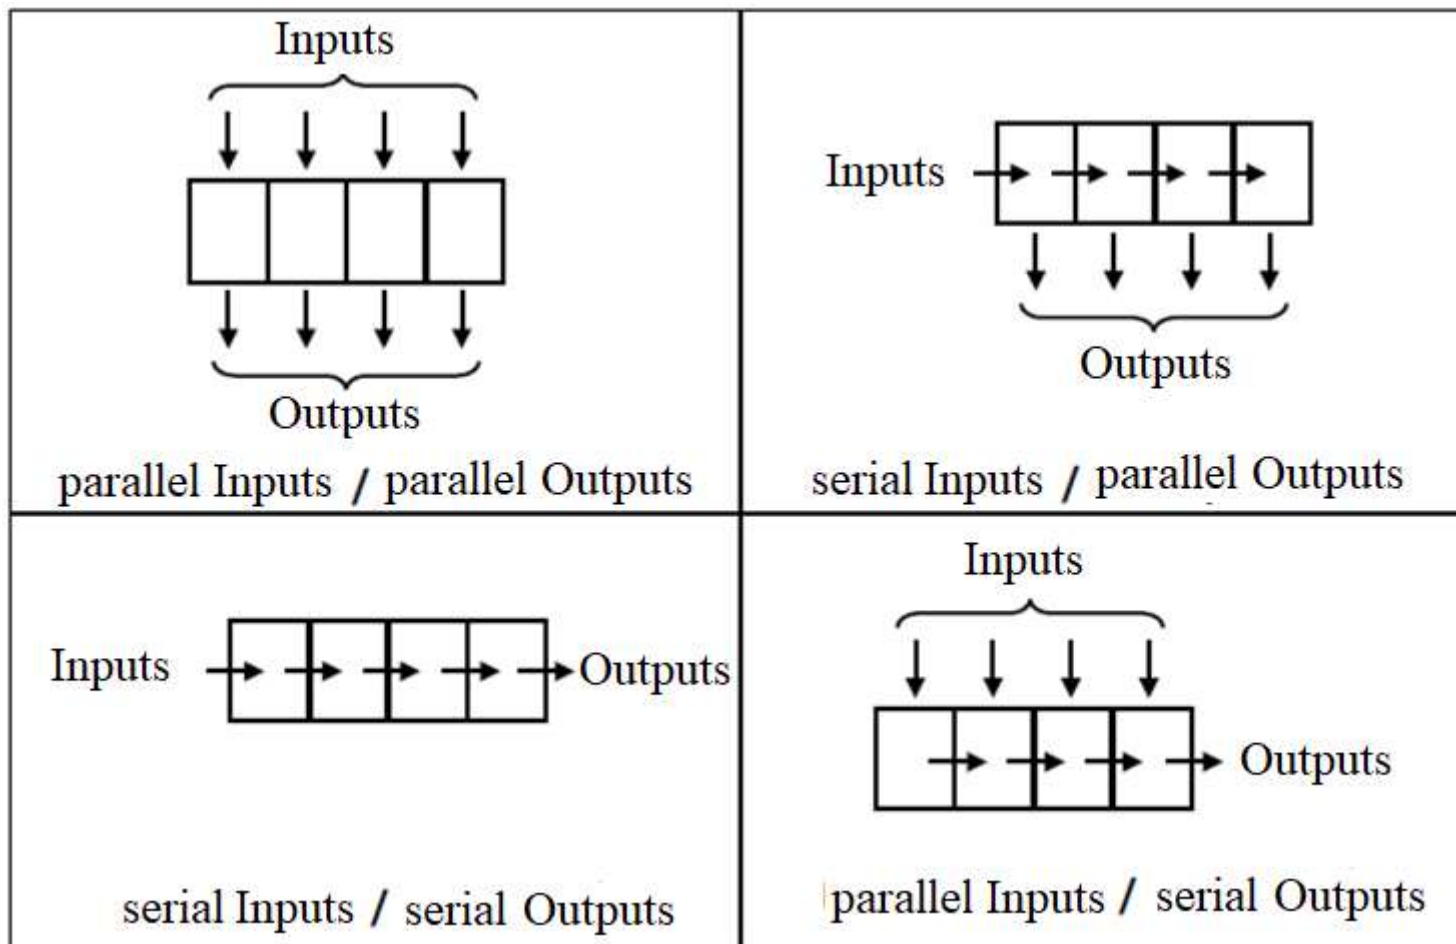 Inputs
Outputs
parallel Inputs / parallel Outputs
Inputs
Outputs
serial Inputs / parallel Outputs
Inputs
Outputs
serial Inputs / serial Outputs
Inputs
Outputs
parallel Inputs / serial Outputs